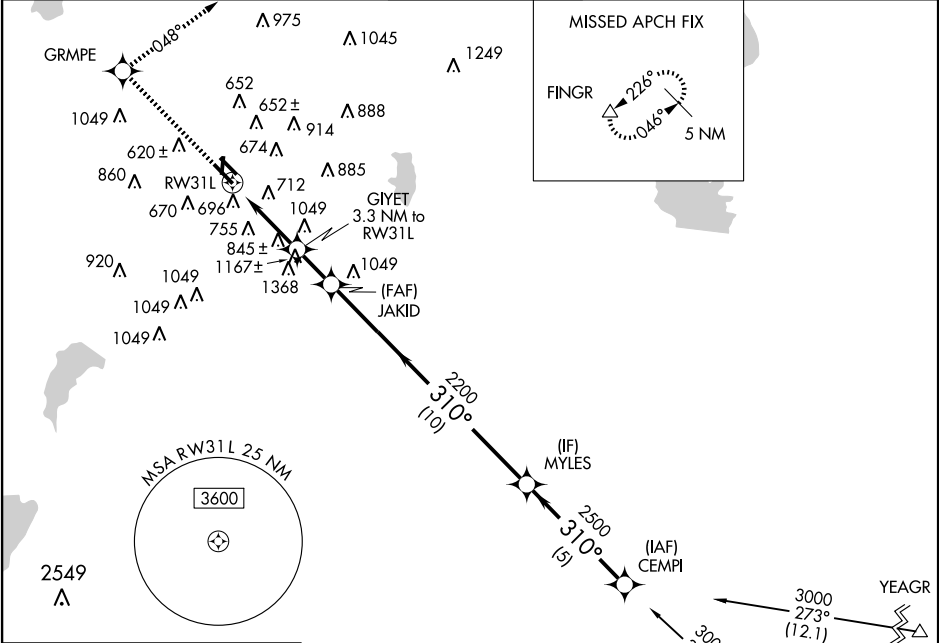 975
1045
1249
048°
GRMPE
652
652 ±
888
1049
914
674
620 ±
885
860
RW31L
712
670
696
GIYET
3.3 NM to
RW31L
1049
755
845 ±
1167 ±
1368
920
1049
1049
1049
1049
(FAF)
JAKID
2200
310°
(10)
(IF)
MYLES
2500
310°
(5)
(IAF)
CEMPI
YEAGR
3000
273°
(12.1)
MISSED APCH FIX
FINGR
226°
046°
5 NM
MSA RW31L 25 NM
3600
2549